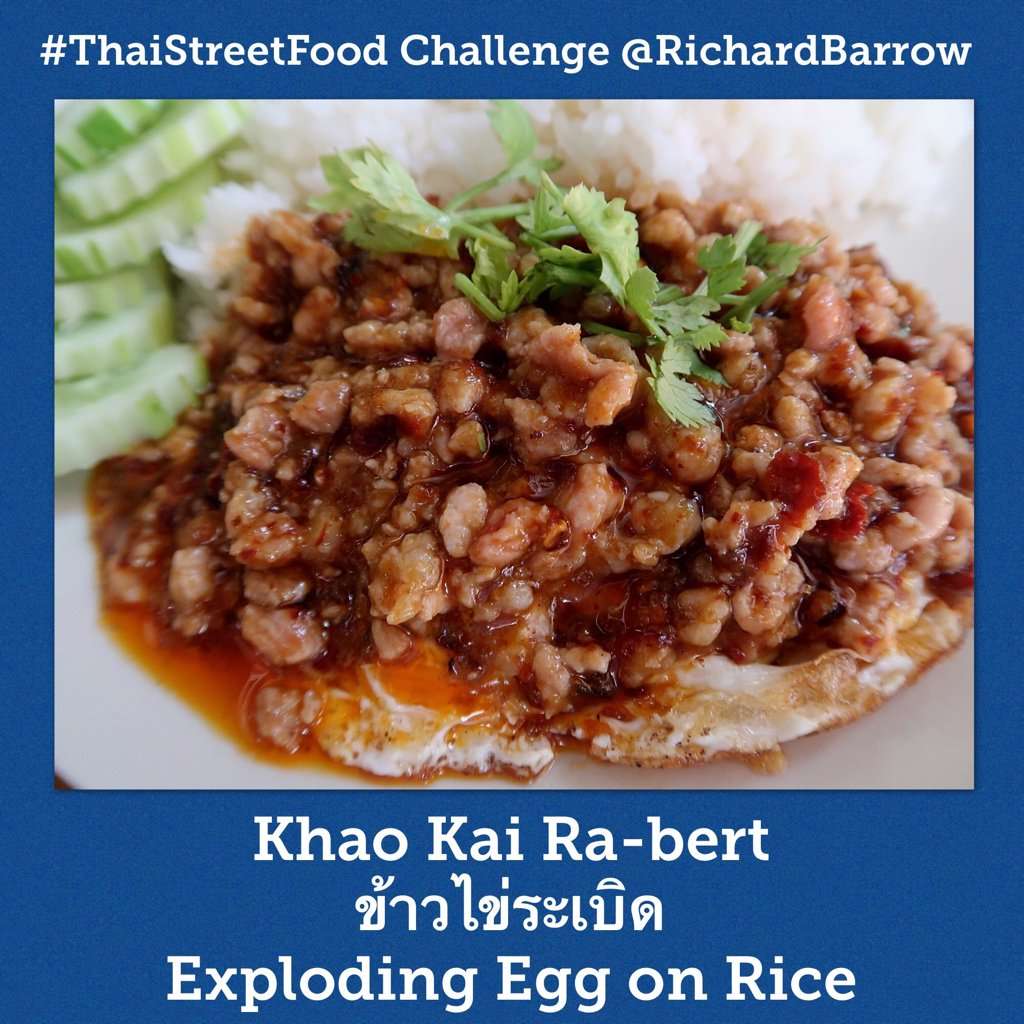 #ThaiStreetFood Challenge @RichardBarrow
Khao Kai Ra-bert
ข้าวไข่ระเบิด
Exploding Egg on Rice